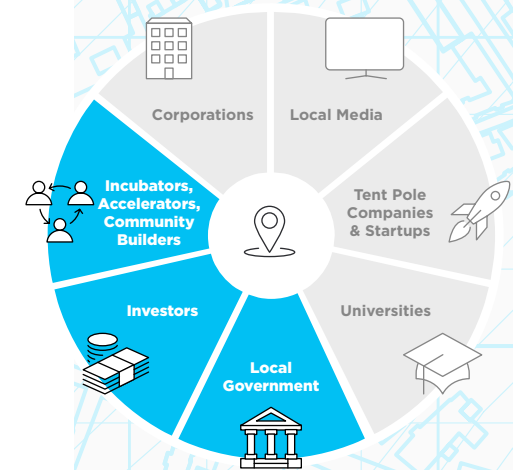 Corporations
Local Media
Incubators,
Accelerators,
Community
Builders
Tent Pole
Companies
& Startups
Investors
Universities
Local
Government